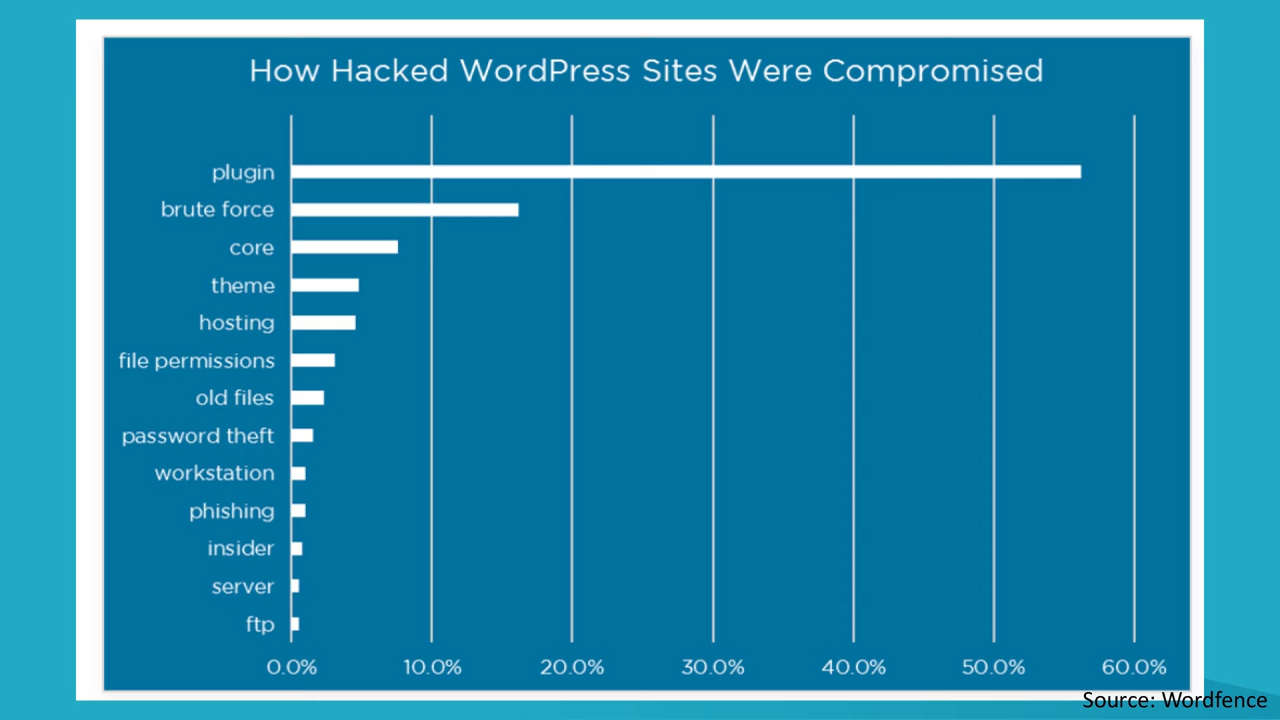 How Hacked WordPress Sites Were Compromised
plugin
brute force
core
theme
hosting
file permissions
old files
password theft
workstation
phishing
insider
server
ftp
0.0% 10.0% 20.0% 30.0% 40.0% 50.0% 60.0%
Source: Wordfence